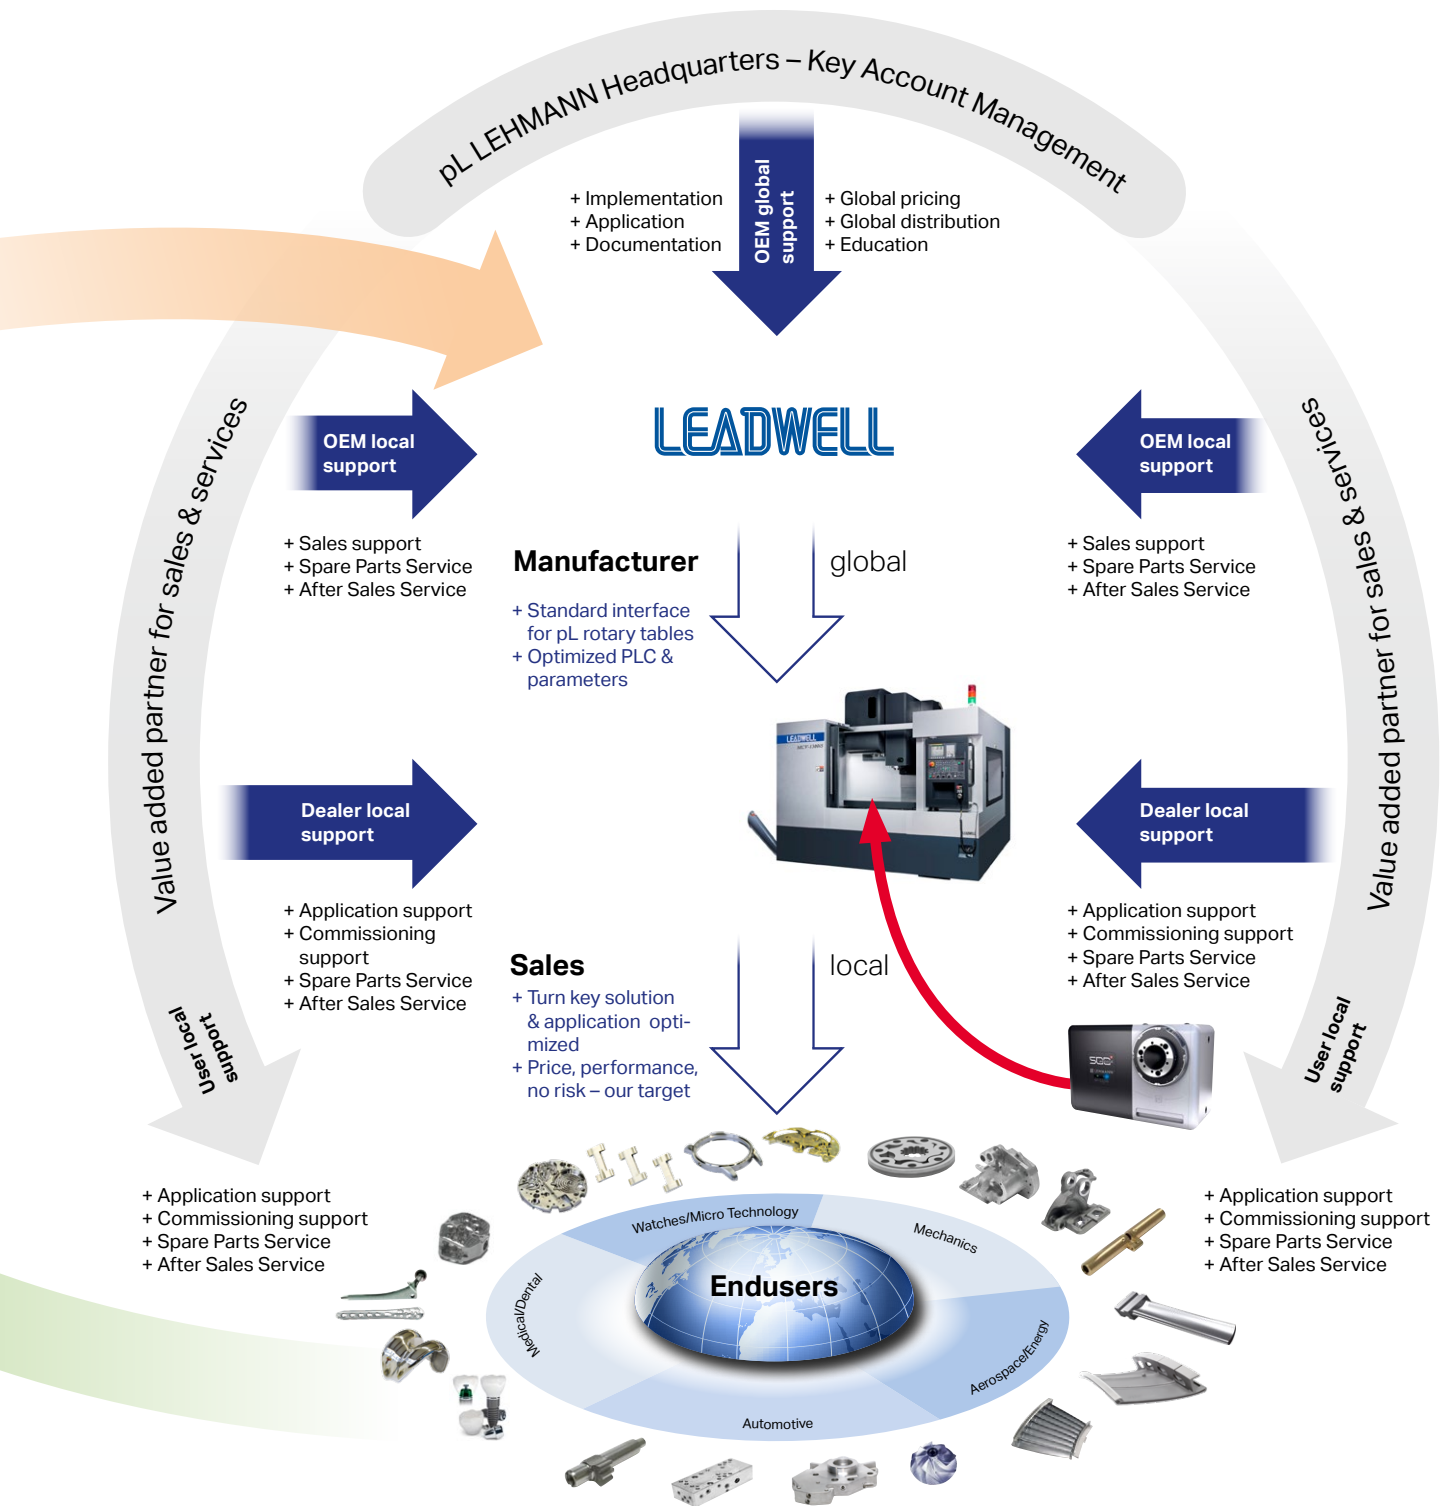 pL LEHMANN Headquarters – Key Account Management
+ Implementation
+ Application
+ Documentation
OEM global
support
+ Global pricing
+ Global distribution
+ Education
Value added partner for sales & services
Value added partner for sales & services
LEADWELL
OEM local
support
+ Sales support
+ Spare Parts Service
+ After Sales Service
OEM local
support
+ Sales support
+ Spare Parts Service
+ After Sales Service
Manufacturer
global
+ Standard interface
for pL rotary tables
+ Optimized PLC &
parameters
LEADWELL
Dealer local
support
+ Application support
+ Commissioning
support
+ Spare Parts Service
+ After Sales Service
Dealer local
support
+ Application support
+ Commissioning support
+ Spare Parts Service
+ After Sales Service
Sales
local
+ Turn key solution
& application opti-
mized
+ Price, performance,
no risk – our target
User local
support
User local
support
+ Application support
+ Commissioning support
+ Spare Parts Service
+ After Sales Service
+ Application support
+ Commissioning support
+ Spare Parts Service
+ After Sales Service
Watches/Micro Technology
Mechanics
Medical/Dental
Endusers
Aerospace/Energy
Automotive